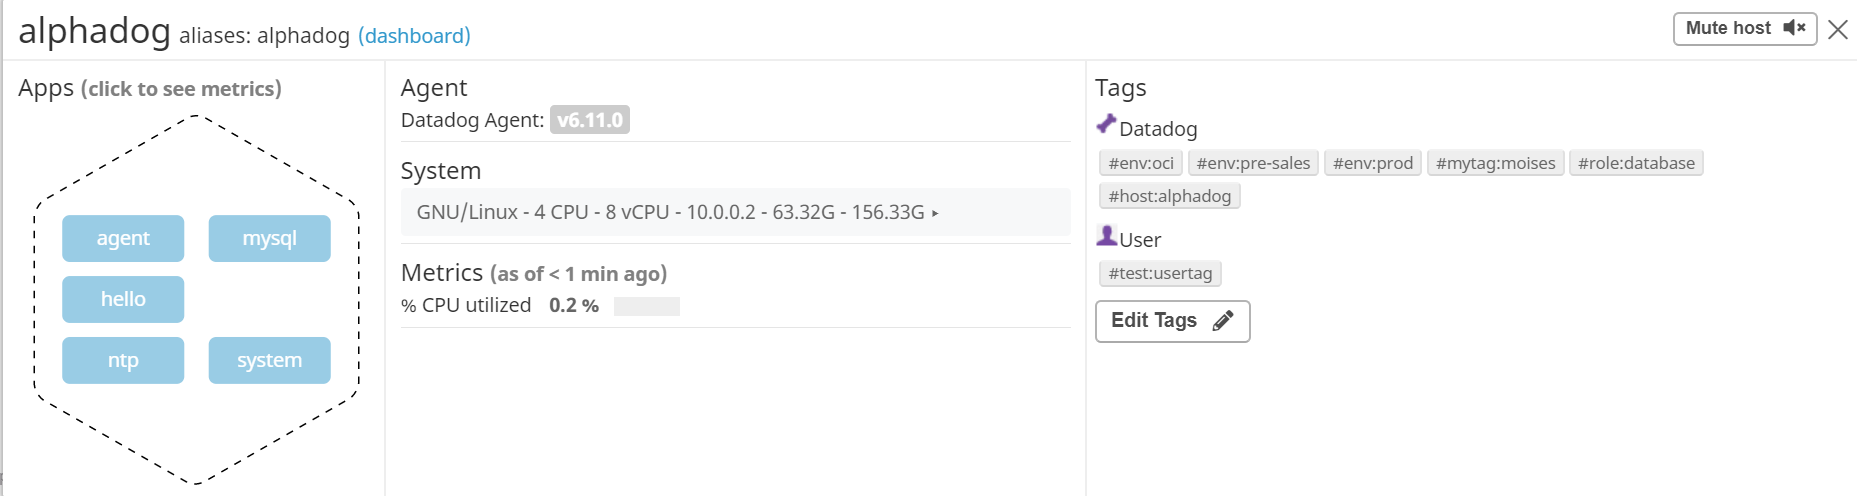 alphadog aliases: alphadog (dashboard)
Mute host
Apps (click to see metrics)
agent mysql
hello
ntp system
Agent
Datadog Agent: v6.11.0
System
GNU/Linux - 4 CPU - 8 vCPU - 10.0.0.2 - 63.32G - 156.33G ▸
Metrics (as of < 1 min ago)
% CPU utilized 0.2 %
Tags
Datadog
#env:oci #env:pre-sales #env:prod #mytag:moises #role:database
#host:alphadog
User
#test:usertag
Edit Tags